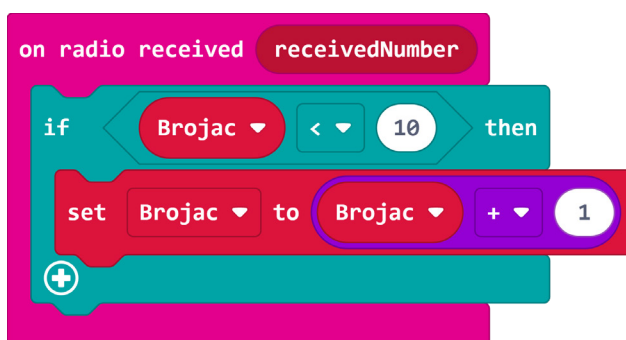 on radio received receivedNumber
if Brojac < 10 then
set Brojac to Brojac + 1